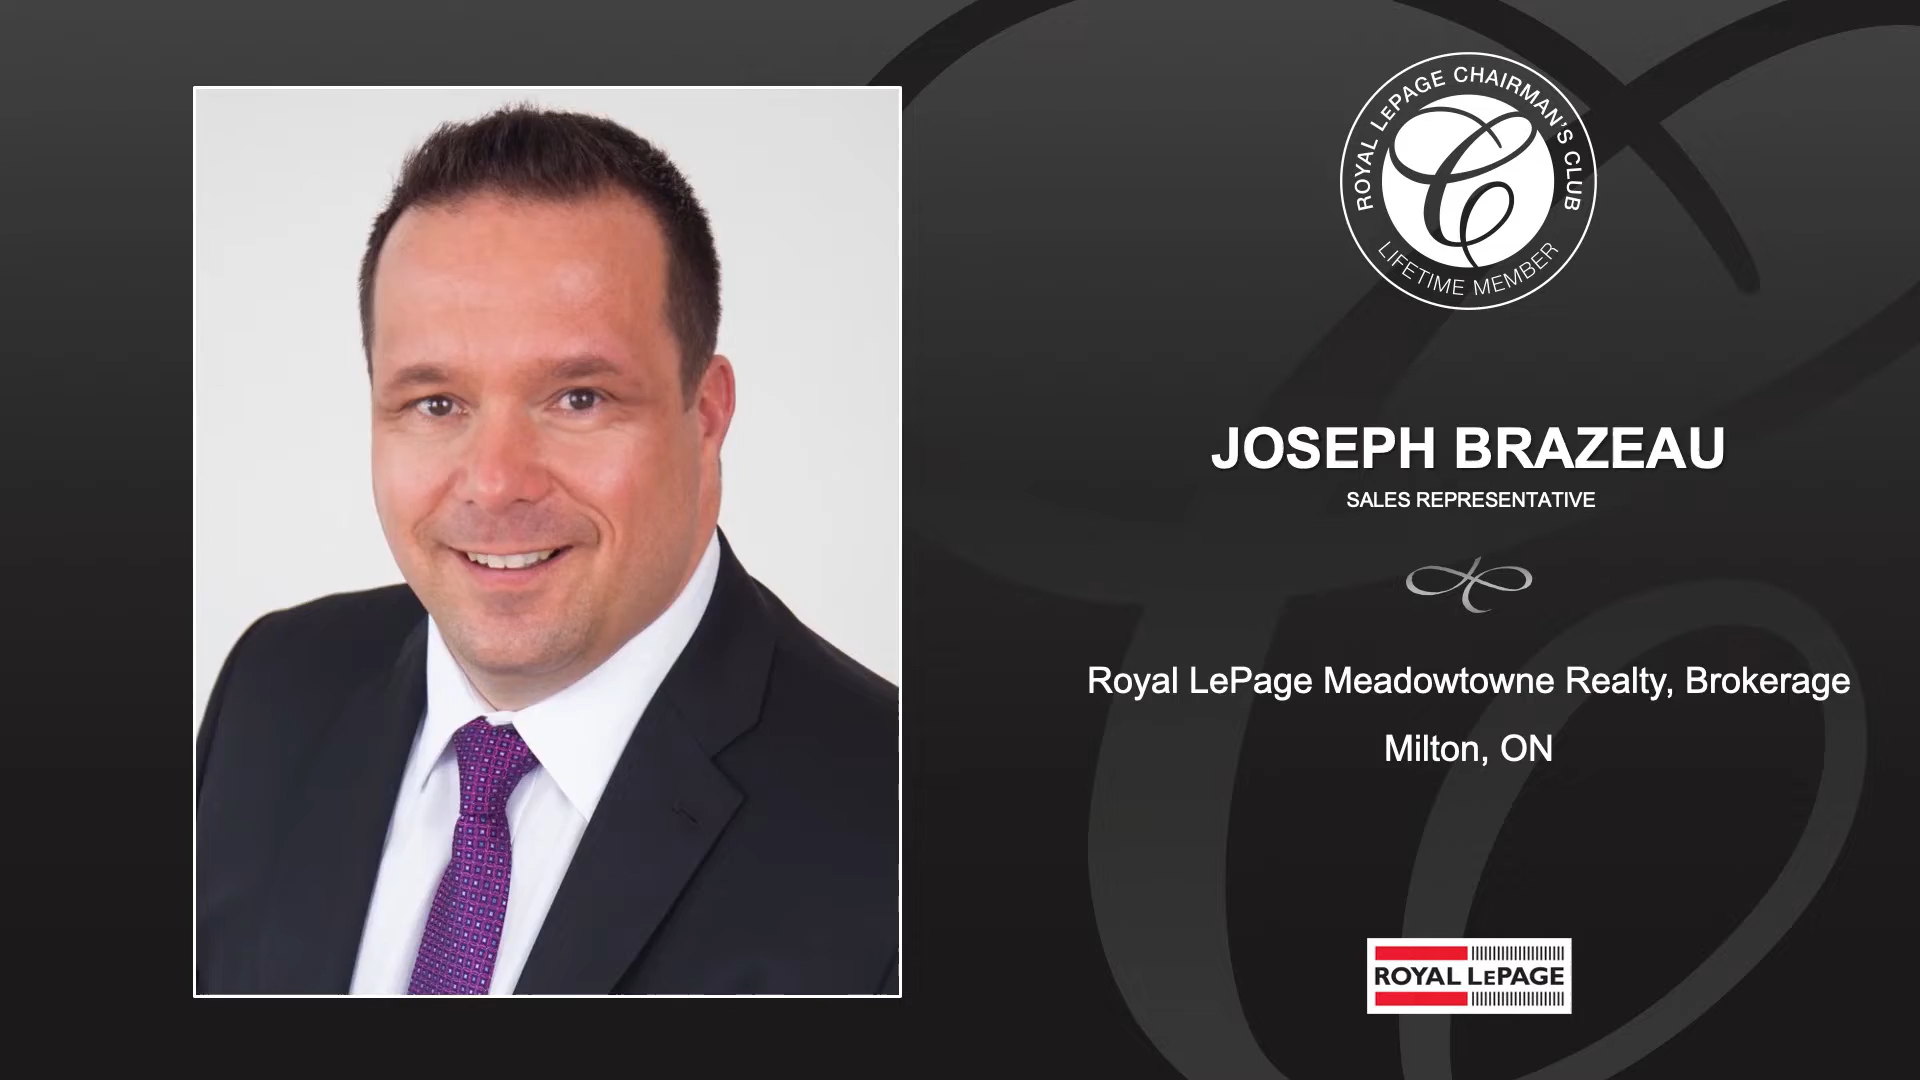 ROYAL LEPAGE CHAIRMAN'S CLUB
LIFETIME MEMBER
JOSEPH BRAZEAU
SALES REPRESENTATIVE
Royal LePage Meadowtowne Realty, Brokerage
Milton, ON
ROYAL LEPAGE